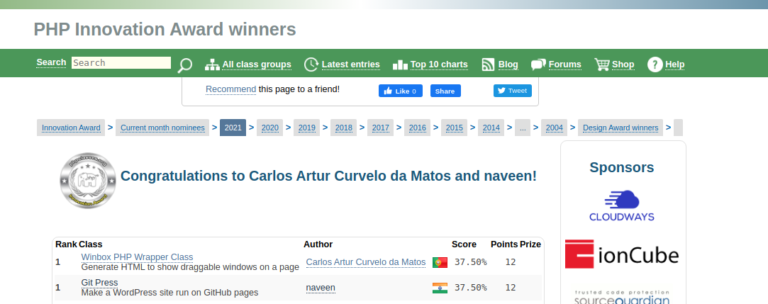 PHP Innovation Award winners
Search Search All class groups Latest entries Top 10 charts Blog Forums Shop Help
Recommend this page to a friend! Like 0 Share Tweet
Innovation Award > Current month nominees > 2021 > 2020 > 2019 > 2018 > 2017 > 2016 > 2015 > 2014 > ... > 2004 > Design Award winners >
Congratulations to Carlos Artur Curvelo da Matos and naveen!
Sponsors
CLOUDWAYS
ionCube
trusted code protection
sourceguardian
Rank Class Author Score Points Prize
1 Winbox PHP Wrapper Class Carlos Artur Curvelo da Matos 37.50% 12
Generate HTML to show draggable windows on a page
1 Git Press naveen 37.50% 12
Make a WordPress site run on GitHub pages